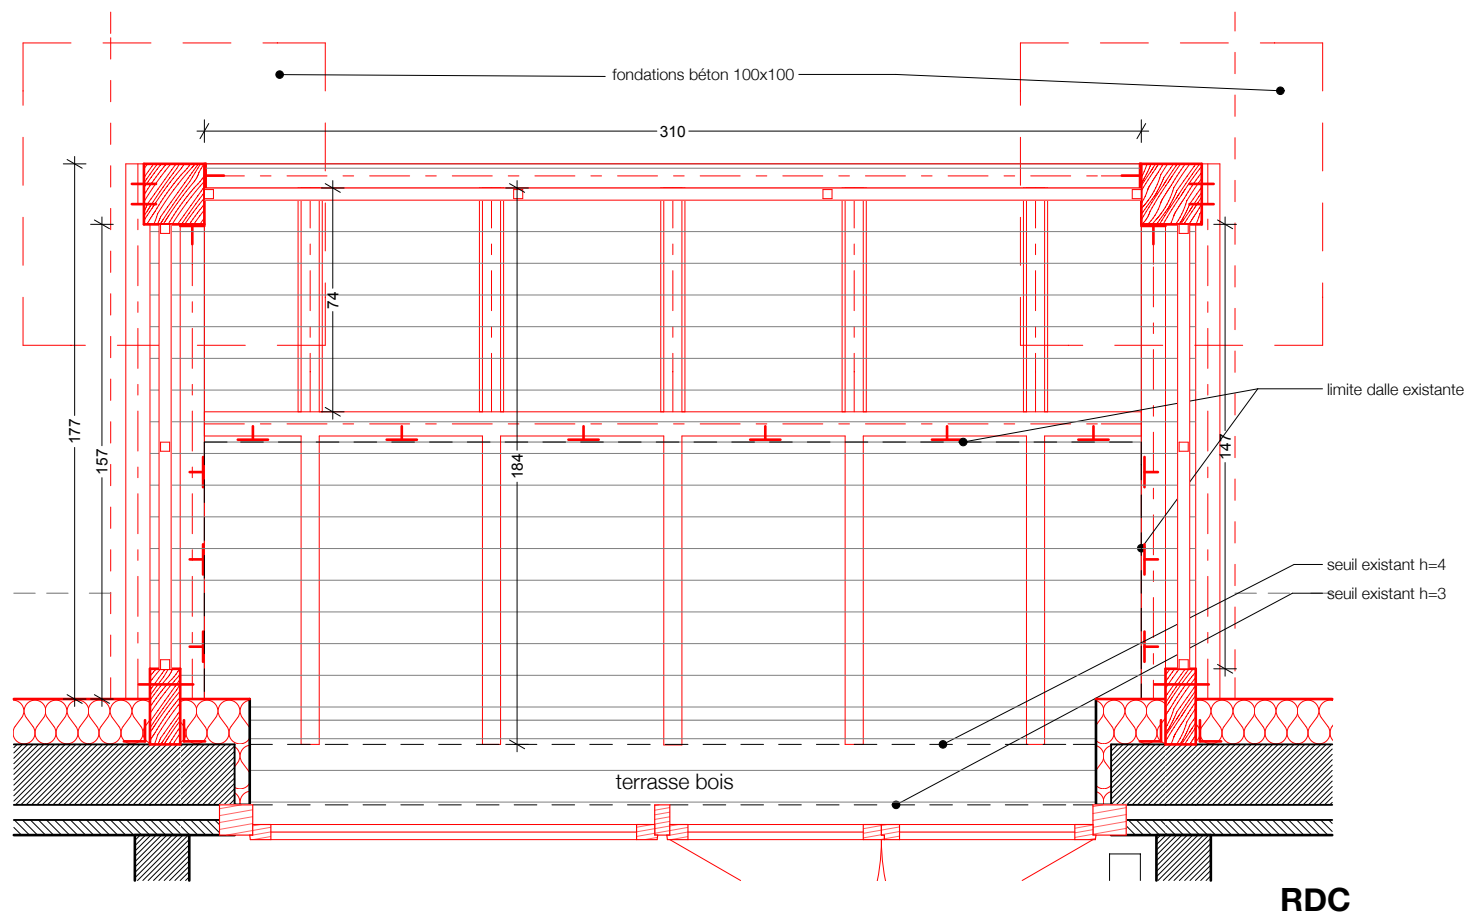 fondations béton 100x100
310
74
limite dalle existante
177
157
184
147
seuil existant h=4
seuil existant h=3
terrasse bois
RDC